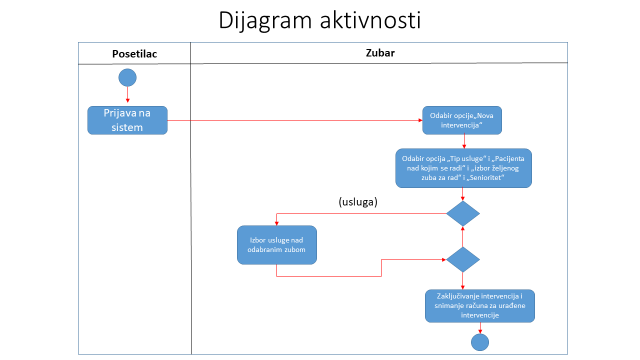 Dijagram aktivnosti
Posetilac
Zubar
Prijava na
sistem
Odabir opcije„Nova
Intervencija“
Odabir opcija „Tip usluge“ i „Pacijenta
nad kojim se radi“ i „Izbor željenog
zuba za rad“ i „Senioritet“
(usluga)
Izbor usluge nad
odabranim zubom
Zaključivanje intervencija i
snimanje računa za urađene
intervencije